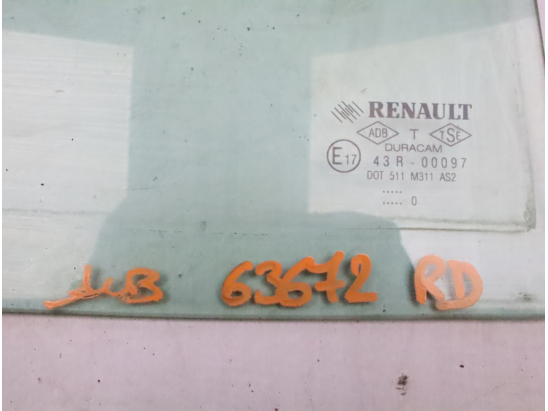 RENAULT
ADB T TSE
DURACAM
E17 43R-00097
DOT 511 M311 AS2
.....
..... 0
63672 RD